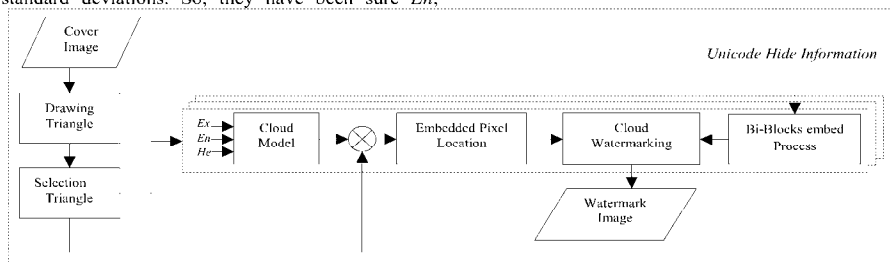 standard deviations. So, they have been sure En,
Cover
Image
Unicode Hide Information
Drawing
Triangle
Ex
En
He
Cloud
Model
Embedded Pixel
Location
Cloud
Watermarking
Bi-Blocks embed
Process
Selection
Triangle
Watermark
Image